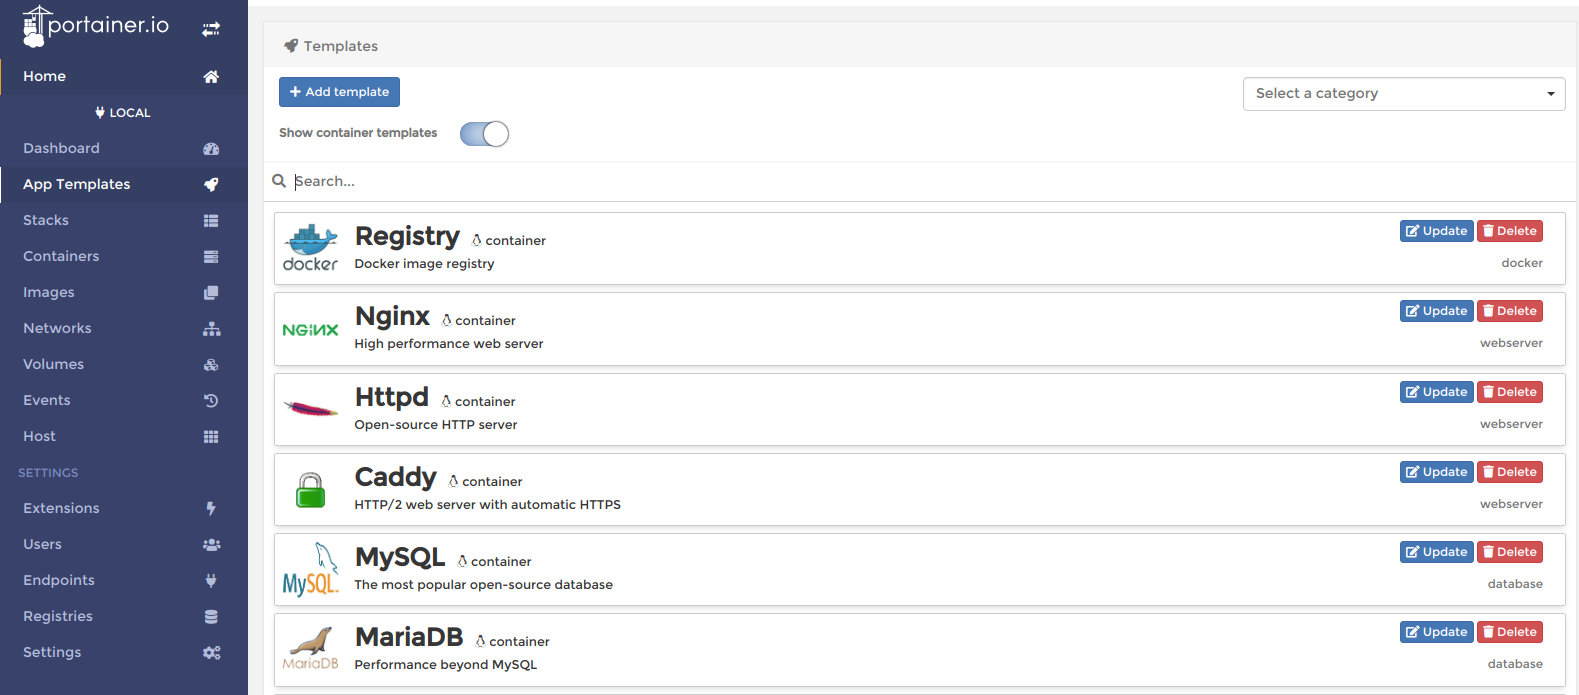 portainer.io
Home
LOCAL
Dashboard
App Templates
Stacks
Containers
Images
Networks
Volumes
Events
Host
SETTINGS
Extensions
Users
Endpoints
Registries
Settings
Templates
Add template
Select a category
Show container templates
Search...
docker
Registry container
Docker image registry
Update Delete
docker
NGINX
Nginx container
High performance web server
Update Delete
webserver
Httpd container
Open-source HTTP server
Update Delete
webserver
Caddy container
HTTP/2 web server with automatic HTTPS
Update Delete
webserver
MySQL
MySQL container
The most popular open-source database
Update Delete
database
MariaDB
MariaDB container
Performance beyond MySQL
Update Delete
database